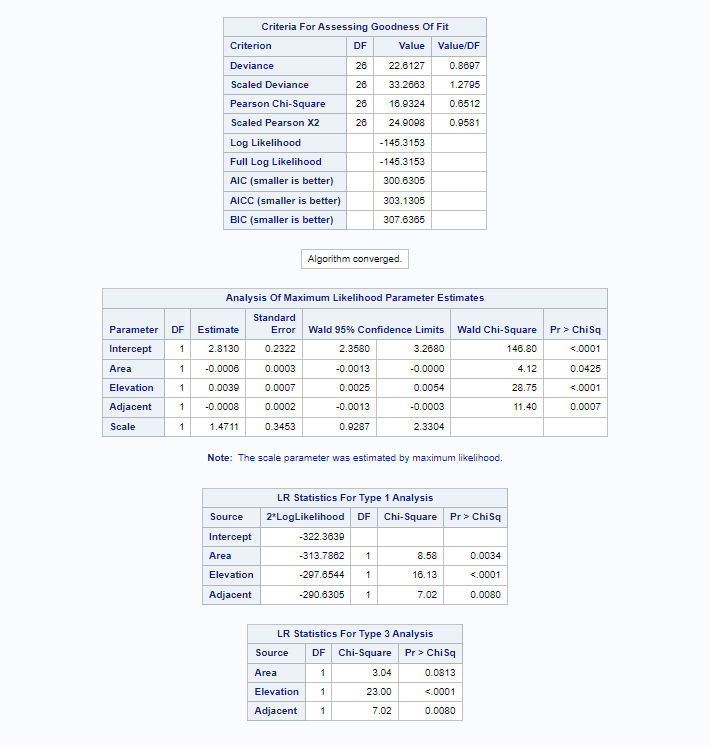 Criteria For Assessing Goodness Of Fit
Criterion DF Value Value/DF
Deviance 26 22.6127 0.8697
Scaled Deviance 26 33.2663 1.2795
Pearson Chi-Square 26 16.9324 0.6512
Scaled Pearson X2 26 24.9098 0.9581
Log Likelihood -145.3153
Full Log Likelihood -145.3153
AIC (smaller is better) 300.6305
AICC (smaller is better) 303.1305
BIC (smaller is better) 307.6365
Algorithm converged.
Analysis Of Maximum Likelihood Parameter Estimates
Parameter DF Estimate Standard Error Wald 95% Confidence Limits Wald Chi-Square Pr > ChiSq
Intercept 1 2.8130 0.2322 2.3580 3.2680 146.80 <.0001
Area 1 -0.0006 0.0003 -0.0013 -0.0000 4.12 0.0425
Elevation 1 0.0039 0.0007 0.0025 0.0054 28.75 <.0001
Adjacent 1 -0.0008 0.0002 -0.0013 -0.0003 11.40 0.0007
Scale 1 1.4711 0.3453 0.9287 2.3304
Note: The scale parameter was estimated by maximum likelihood.
LR Statistics For Type 1 Analysis
Source 2*LogLikelihood DF Chi-Square Pr > ChiSq
Intercept -322.3639
Area -313.7862 1 8.58 0.0034
Elevation -297.6544 1 16.13 <.0001
Adjacent -290.6305 1 7.02 0.0080
LR Statistics For Type 3 Analysis
Source DF Chi-Square Pr > ChiSq
Area 1 3.04 0.0813
Elevation 1 23.00 <.0001
Adjacent 1 7.02 0.0080